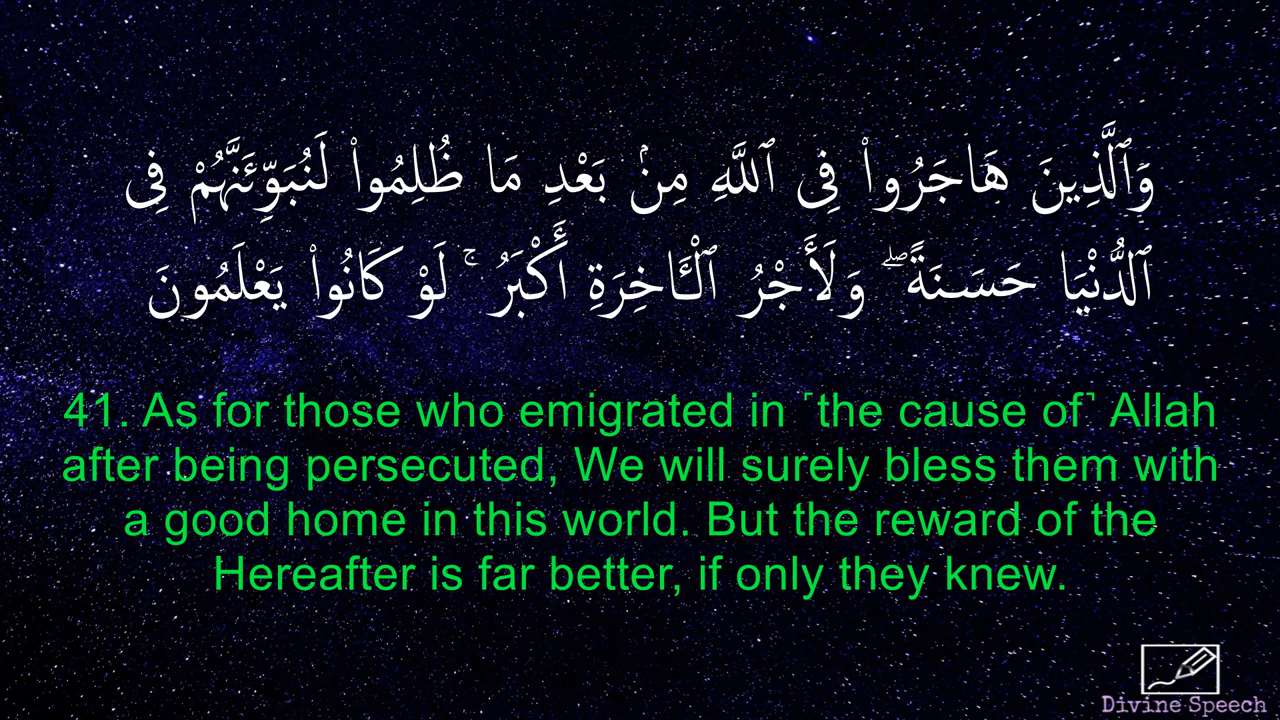 وَٱلَّذِينَ هَاجَرُوا۟ فِى ٱللَّهِ مِنۢ بَعْدِ مَا ظُلِمُوا۟ لَنُبَوِّئَنَّهُمْ فِى
ٱلدُّنْيَا حَسَنَةًۭ ۖ وَلَأَجْرُ ٱلْـَٔاخِرَةِ أَكْبَرُ ۚ لَوْ كَانُوا۟ يَعْلَمُونَ
41. As for those who emigrated in ˹the cause of˺ Allah
after being persecuted, We will surely bless them with
a good home in this world. But the reward of the
Hereafter is far better, if only they knew.
Divine Speech